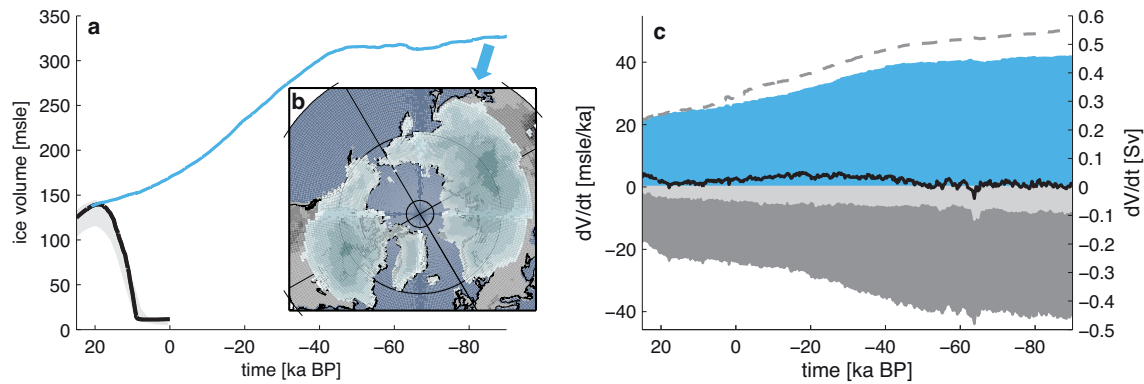 a
b
c
350
300
250
200
150
100
50
0
ice volume [msle]
20 0 −20 −40 −60 −80
time [ka BP]
40
20
0
−20
−40
dV/dt [msle/ka]
0.6
0.5
0.4
0.3
0.2
0.1
0
−0.1
−0.2
−0.3
−0.4
−0.5
dV/dt [Sv]
20 0 −20 −40 −60 −80
time [ka BP]